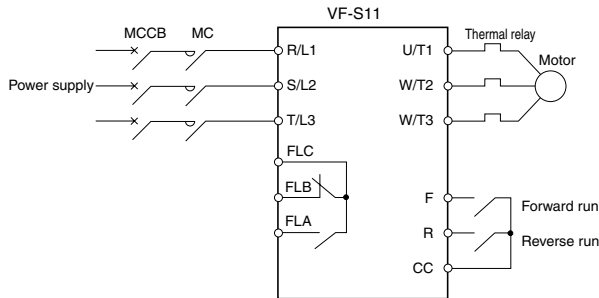 VF-S11
MCCB MC
Thermal relay
R/L1
U/T1
Motor
Power supply
S/L2
W/T2
T/L3
W/T3
FLC
FLB
F
Forward run
FLA
R
Reverse run
CC